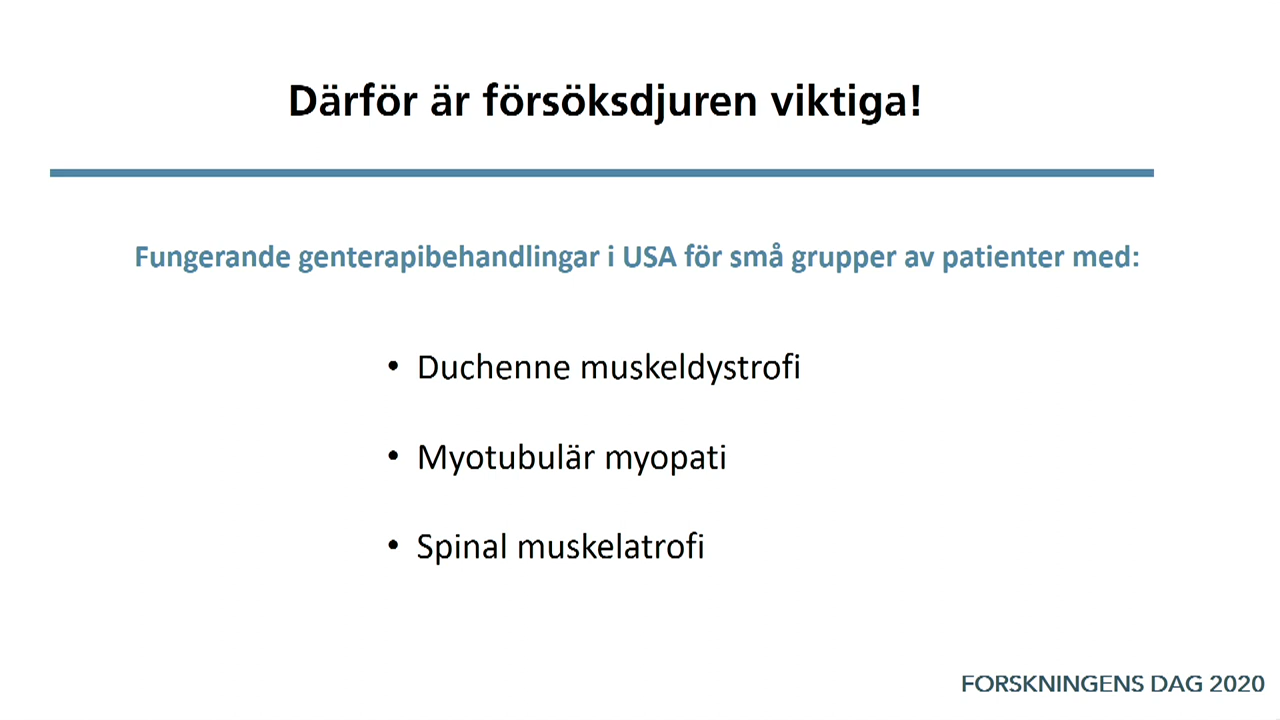 Därför är försöksdjuren viktiga!
Fungerande genterapibehandlingar i USA för små grupper av patienter med:
• Duchenne muskeldystrofi
• Myotubulär myopati
• Spinal muskelatrofi
FORSKNINGENS DAG 2020